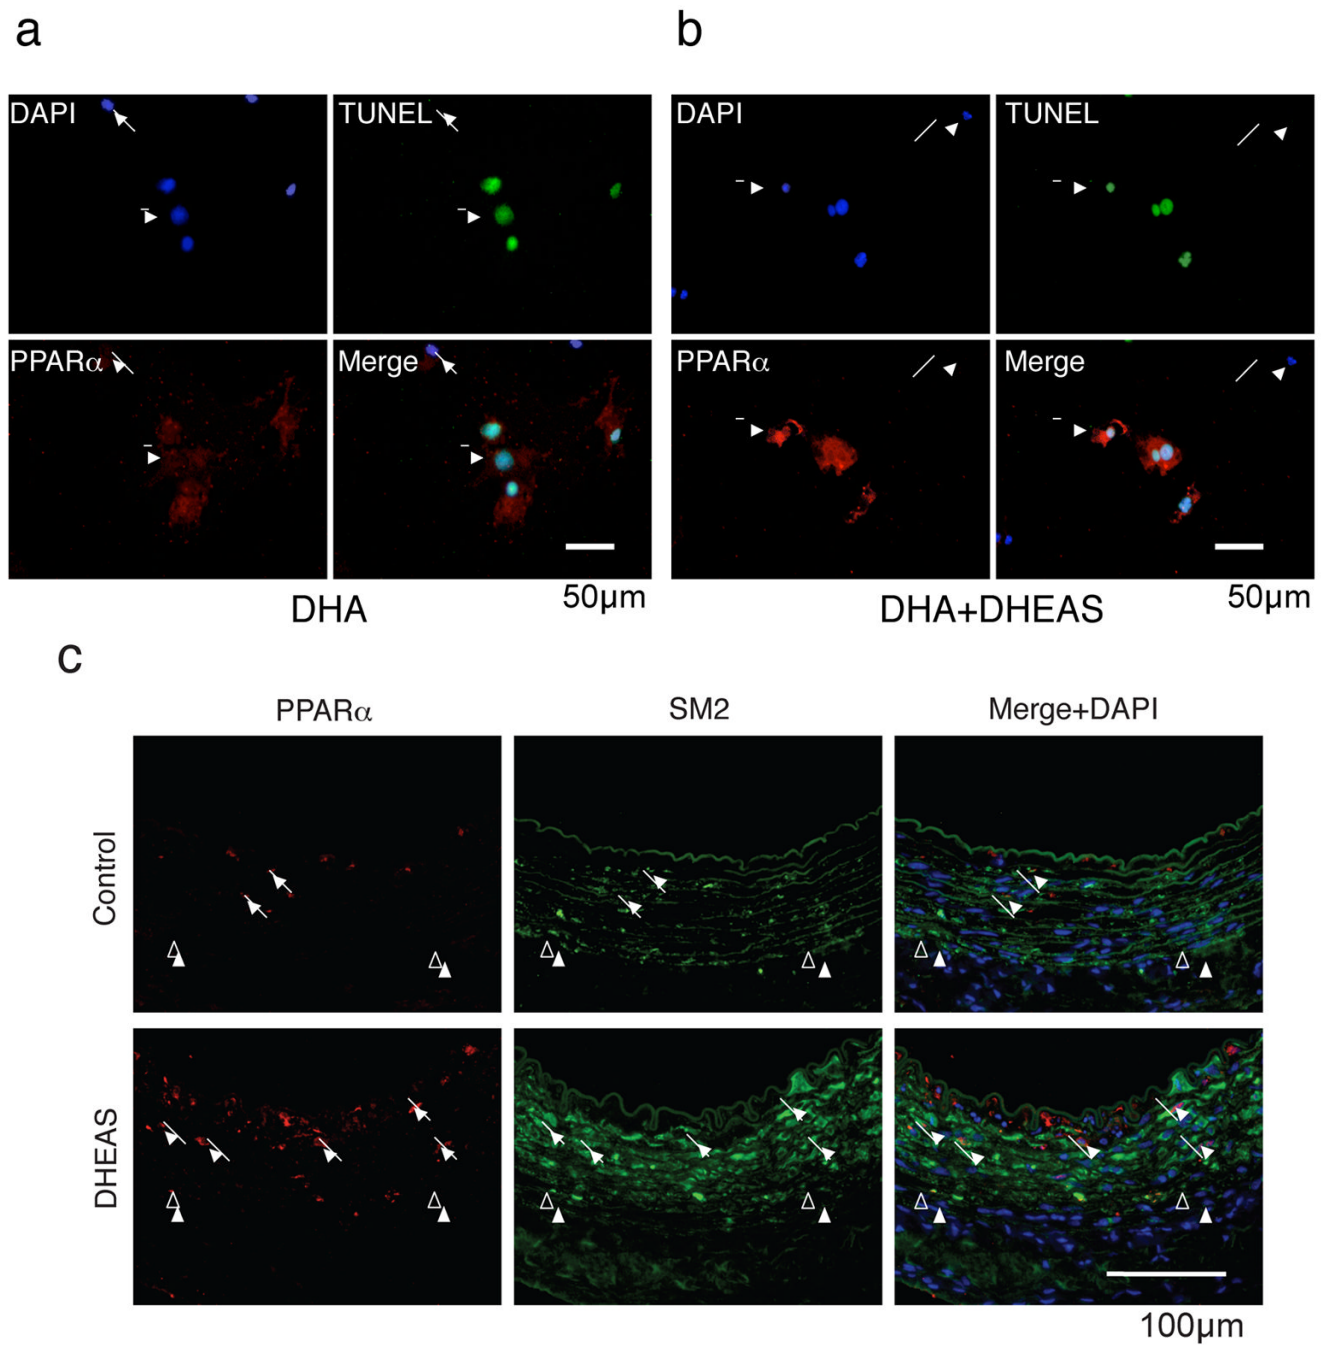 a
b
DAPI
TUNEL
DAPI
TUNEL
PPARα
Merge
PPARα
Merge
50μm
50μm
DHA
DHA+DHEAS
c
PPARα
SM2
Merge+DAPI
Control
DHEAS
100μm